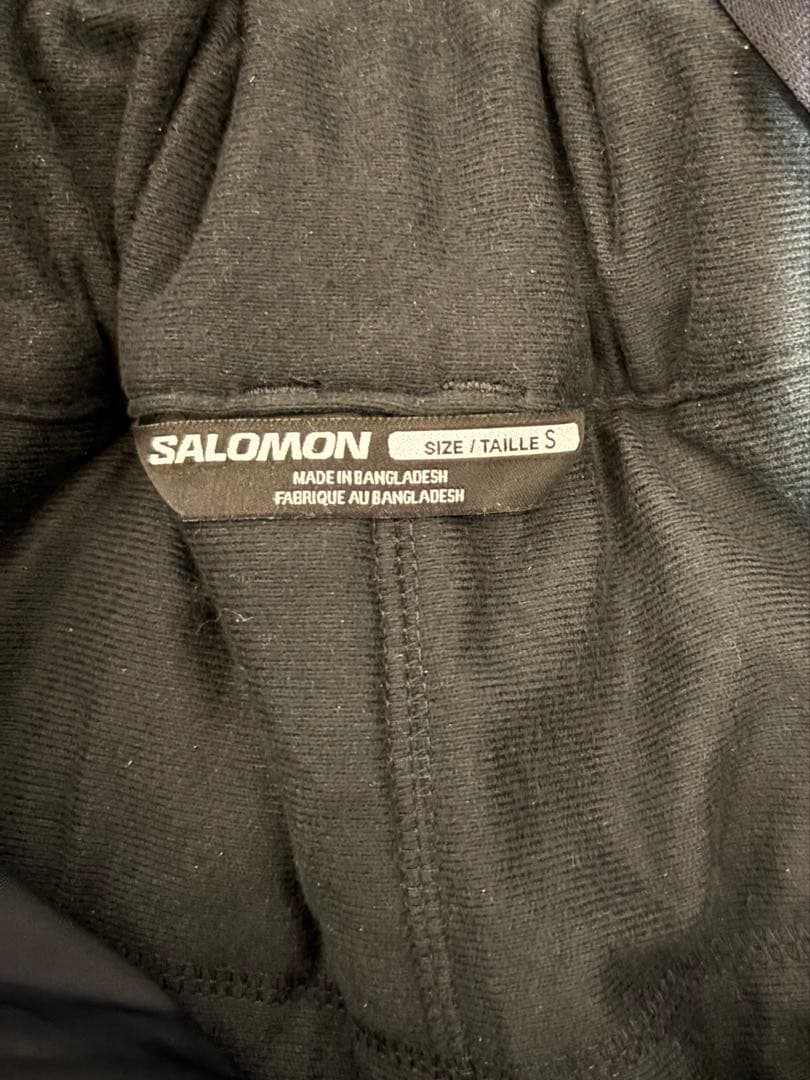 SALOMON SIZE / TAILLE S
MADE IN BANGLADESH
FABRIQUE AU BANGLADESH